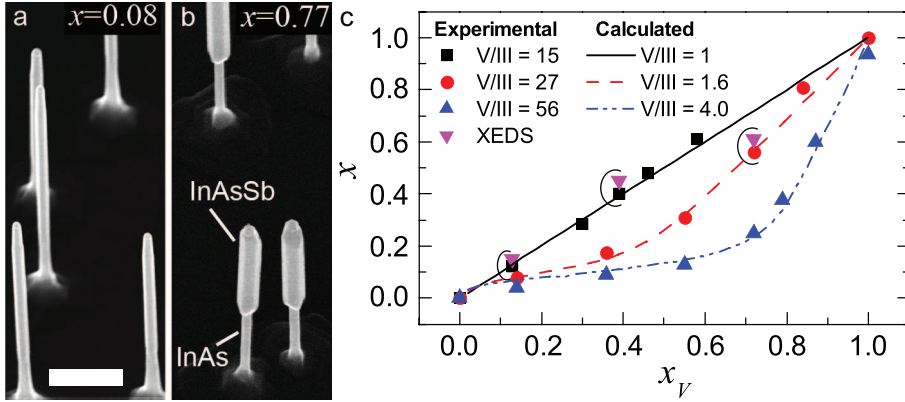 a
x=0.08
b
x=0.77
InAsSb
InAs
c
Experimental
V/III = 15
V/III = 27
V/III = 56
XEDS
Calculated
V/III = 1
V/III = 1.6
V/III = 4.0
x
1.0
0.8
0.6
0.4
0.2
0.0
0.0
0.2
0.4
0.6
0.8
1.0
xV